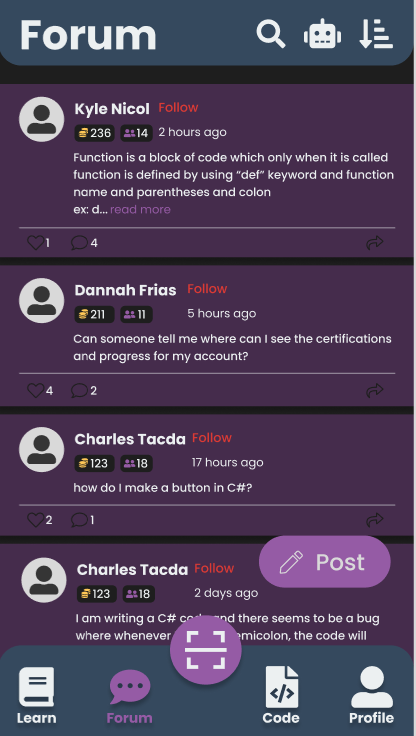 Forum
Kyle Nicol Follow
236 14 2 hours ago
Function is a block of code which only when it is called
function is defined by using “def” keyword and function
name and parentheses and colon
ex: d... read more
1 4
Dannah Frias Follow
211 11 5 hours ago
Can someone tell me where can I see the certifications
and progress for my account?
4 2
Charles Tacda Follow
123 18 17 hours ago
how do I make a button in C#?
2 1
Charles Tacda Follow
123 18 2 days ago
Post
I am writing a C# and there seems to be a bug
where whenever the code will
Learn Forum Code Profile